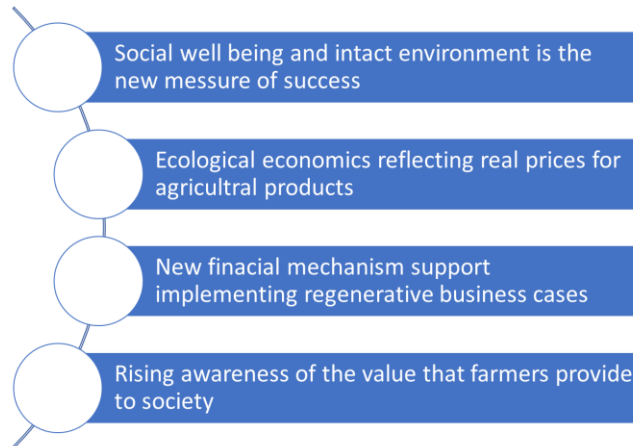 Social well being and intact environment is the
new messure of success
Ecological economics reflecting real prices for
agricultral products
New finacial mechanism support
implementing regenerative business cases
Rising awareness of the value that farmers provide
to society